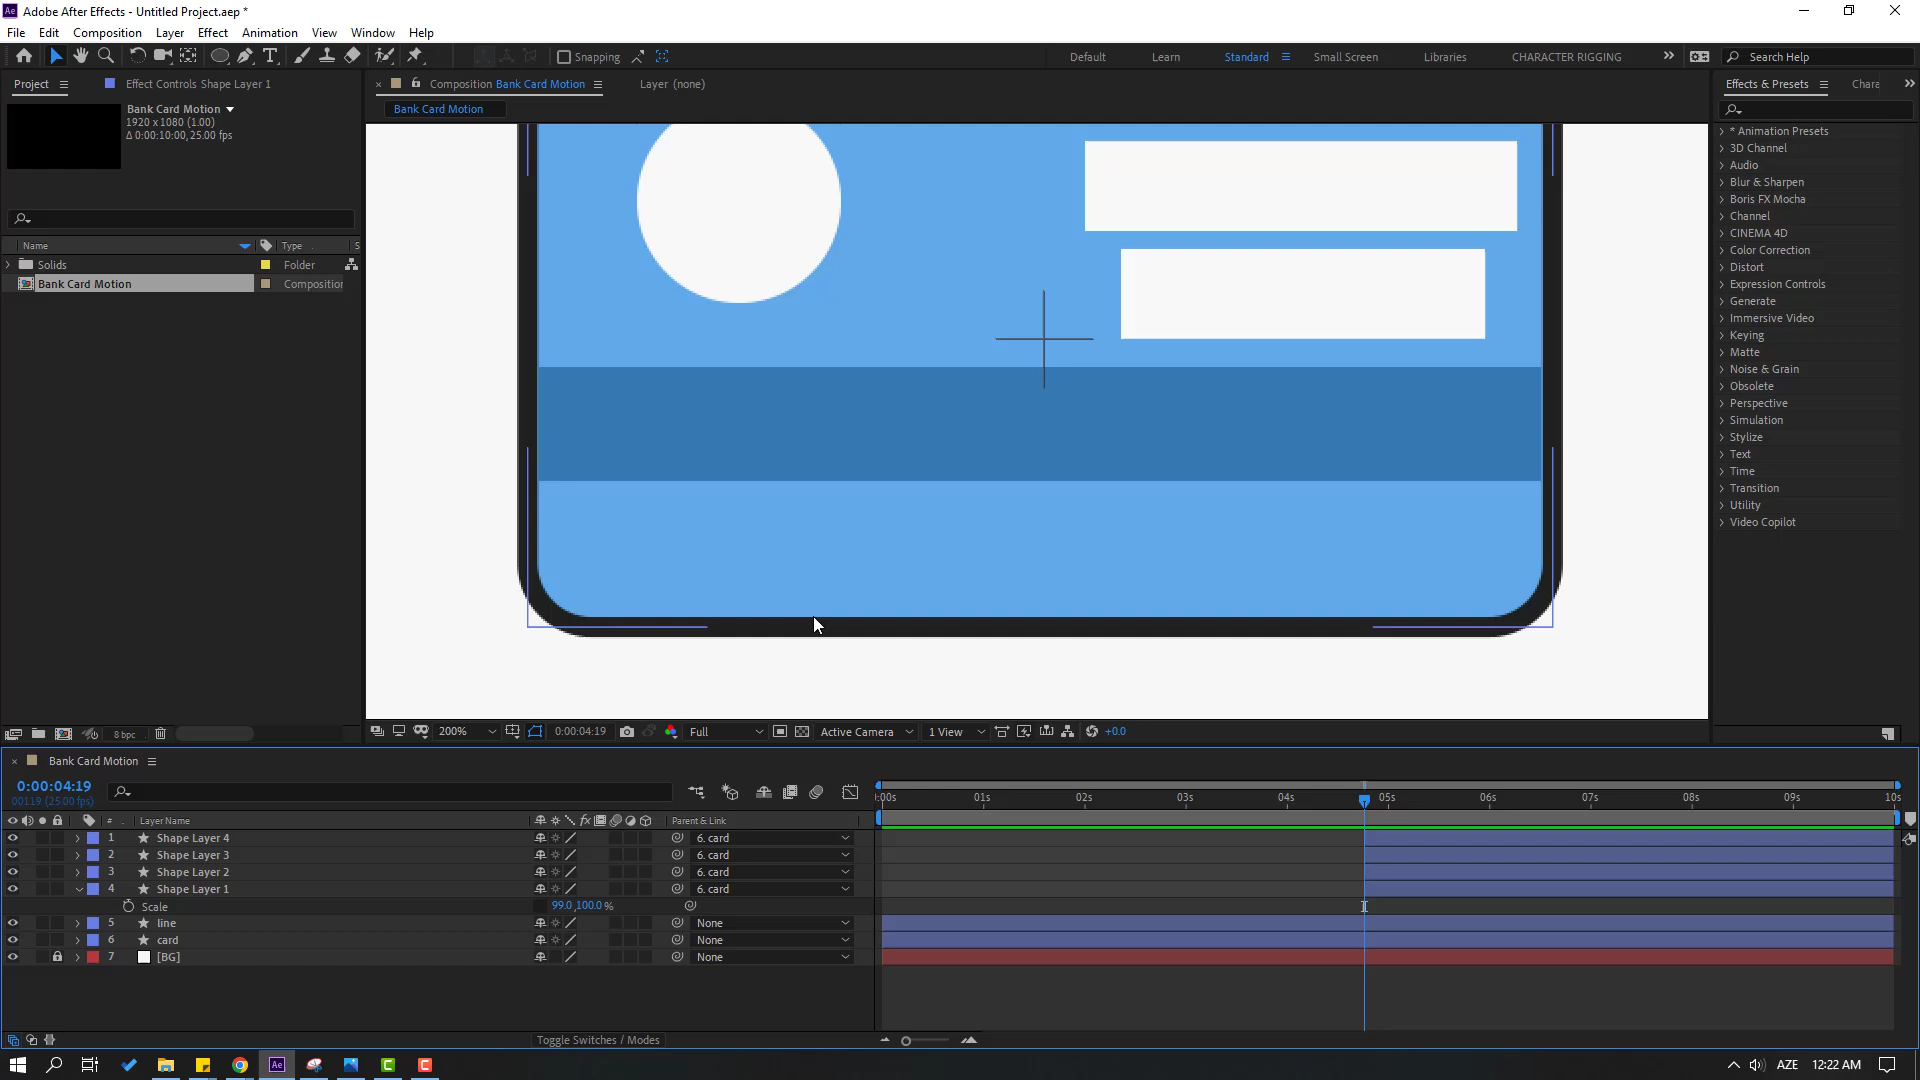 Adobe After Effects - Untitled Project.aep *
File Edit Composition Layer Effect Animation View Window Help
Snapping
Default Learn Standard Small Screen Libraries CHARACTER RIGGING Search Help
Project Effect Controls Shape Layer 1
Composition Bank Card Motion Layer (none)
Effects & Presets Chara
Bank Card Motion
1920 x 1080 (1.00)
Δ 0:00:10:00, 25.00 fps
Bank Card Motion
Name Type S
Solids Folder
Bank Card Motion Composition
* Animation Presets
3D Channel
Audio
Blur & Sharpen
Boris FX Mocha
Channel
CINEMA 4D
Color Correction
Distort
Expression Controls
Generate
Immersive Video
Keying
Matte
Noise & Grain
Obsolete
Perspective
Simulation
Stylize
Text
Time
Transition
Utility
Video Copilot
8 bpc
200% 0:00:04:19 Full Active Camera 1 View +0.0
Bank Card Motion
0:00:04:19
00119 (25.00 fps)
:00s 01s 02s 03s 04s 05s 06s 07s 08s 09s 10s
# Layer Name Parent & Link
1 Shape Layer 4 6. card
2 Shape Layer 3 6. card
3 Shape Layer 2 6. card
4 Shape Layer 1 6. card
Scale 99.0,100.0 %
5 line None
6 card None
7 [BG] None
Toggle Switches / Modes
AZE 12:22 AM